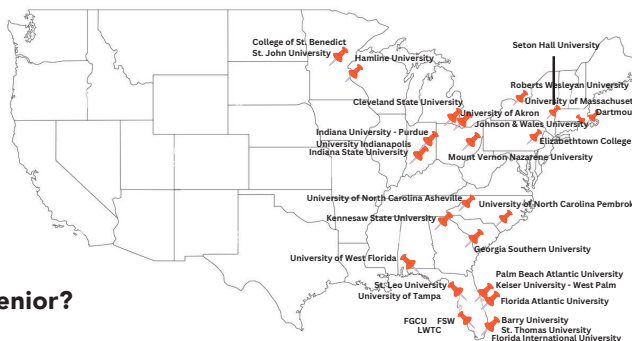 Seton Hall University
College of St. Benedict
St. John University
Hamline University
Roberts Wesleyan University
Cleveland State University
University of Massachuset
University of Akron
Dartmou
Johnson & Wales University
Indiana University - Purdue
University Indianapolis
Indiana State University
Elizabethtown College
Mount Vernon Nazarene University
University of North Carolina Asheville
University of North Carolina Pembrok
Kennesaw State University
Georgia Southern University
University of West Florida
Palm Beach Atlantic University
St. Leo University
Keiser University - West Palm
University of Tampa
Florida Atlantic University
enior?
FGCU FSW
LWTC
Barry University
St. Thomas University
Florida International University